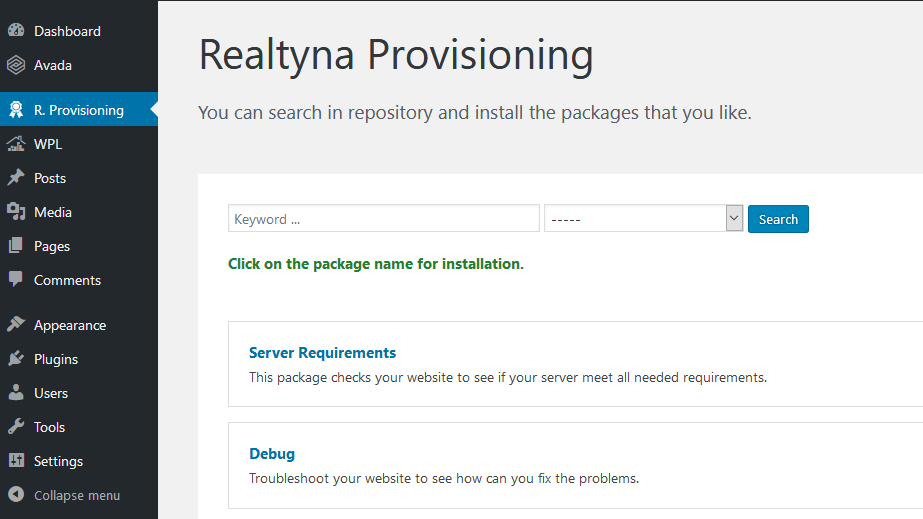 Dashboard
Avada
R. Provisioning
WPL
Posts
Media
Pages
Comments
Appearance
Plugins
Users
Tools
Settings
Collapse menu
Realtyna Provisioning
You can search in repository and install the packages that you like.
Keyword ... ----- Search
Click on the package name for installation.
Server Requirements
This package checks your website to see if your server meet all needed requirements.
Debug
Troubleshoot your website to see how can you fix the problems.